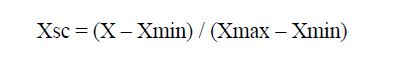 Xsc = (X – Xmin) / (Xmax – Xmin)